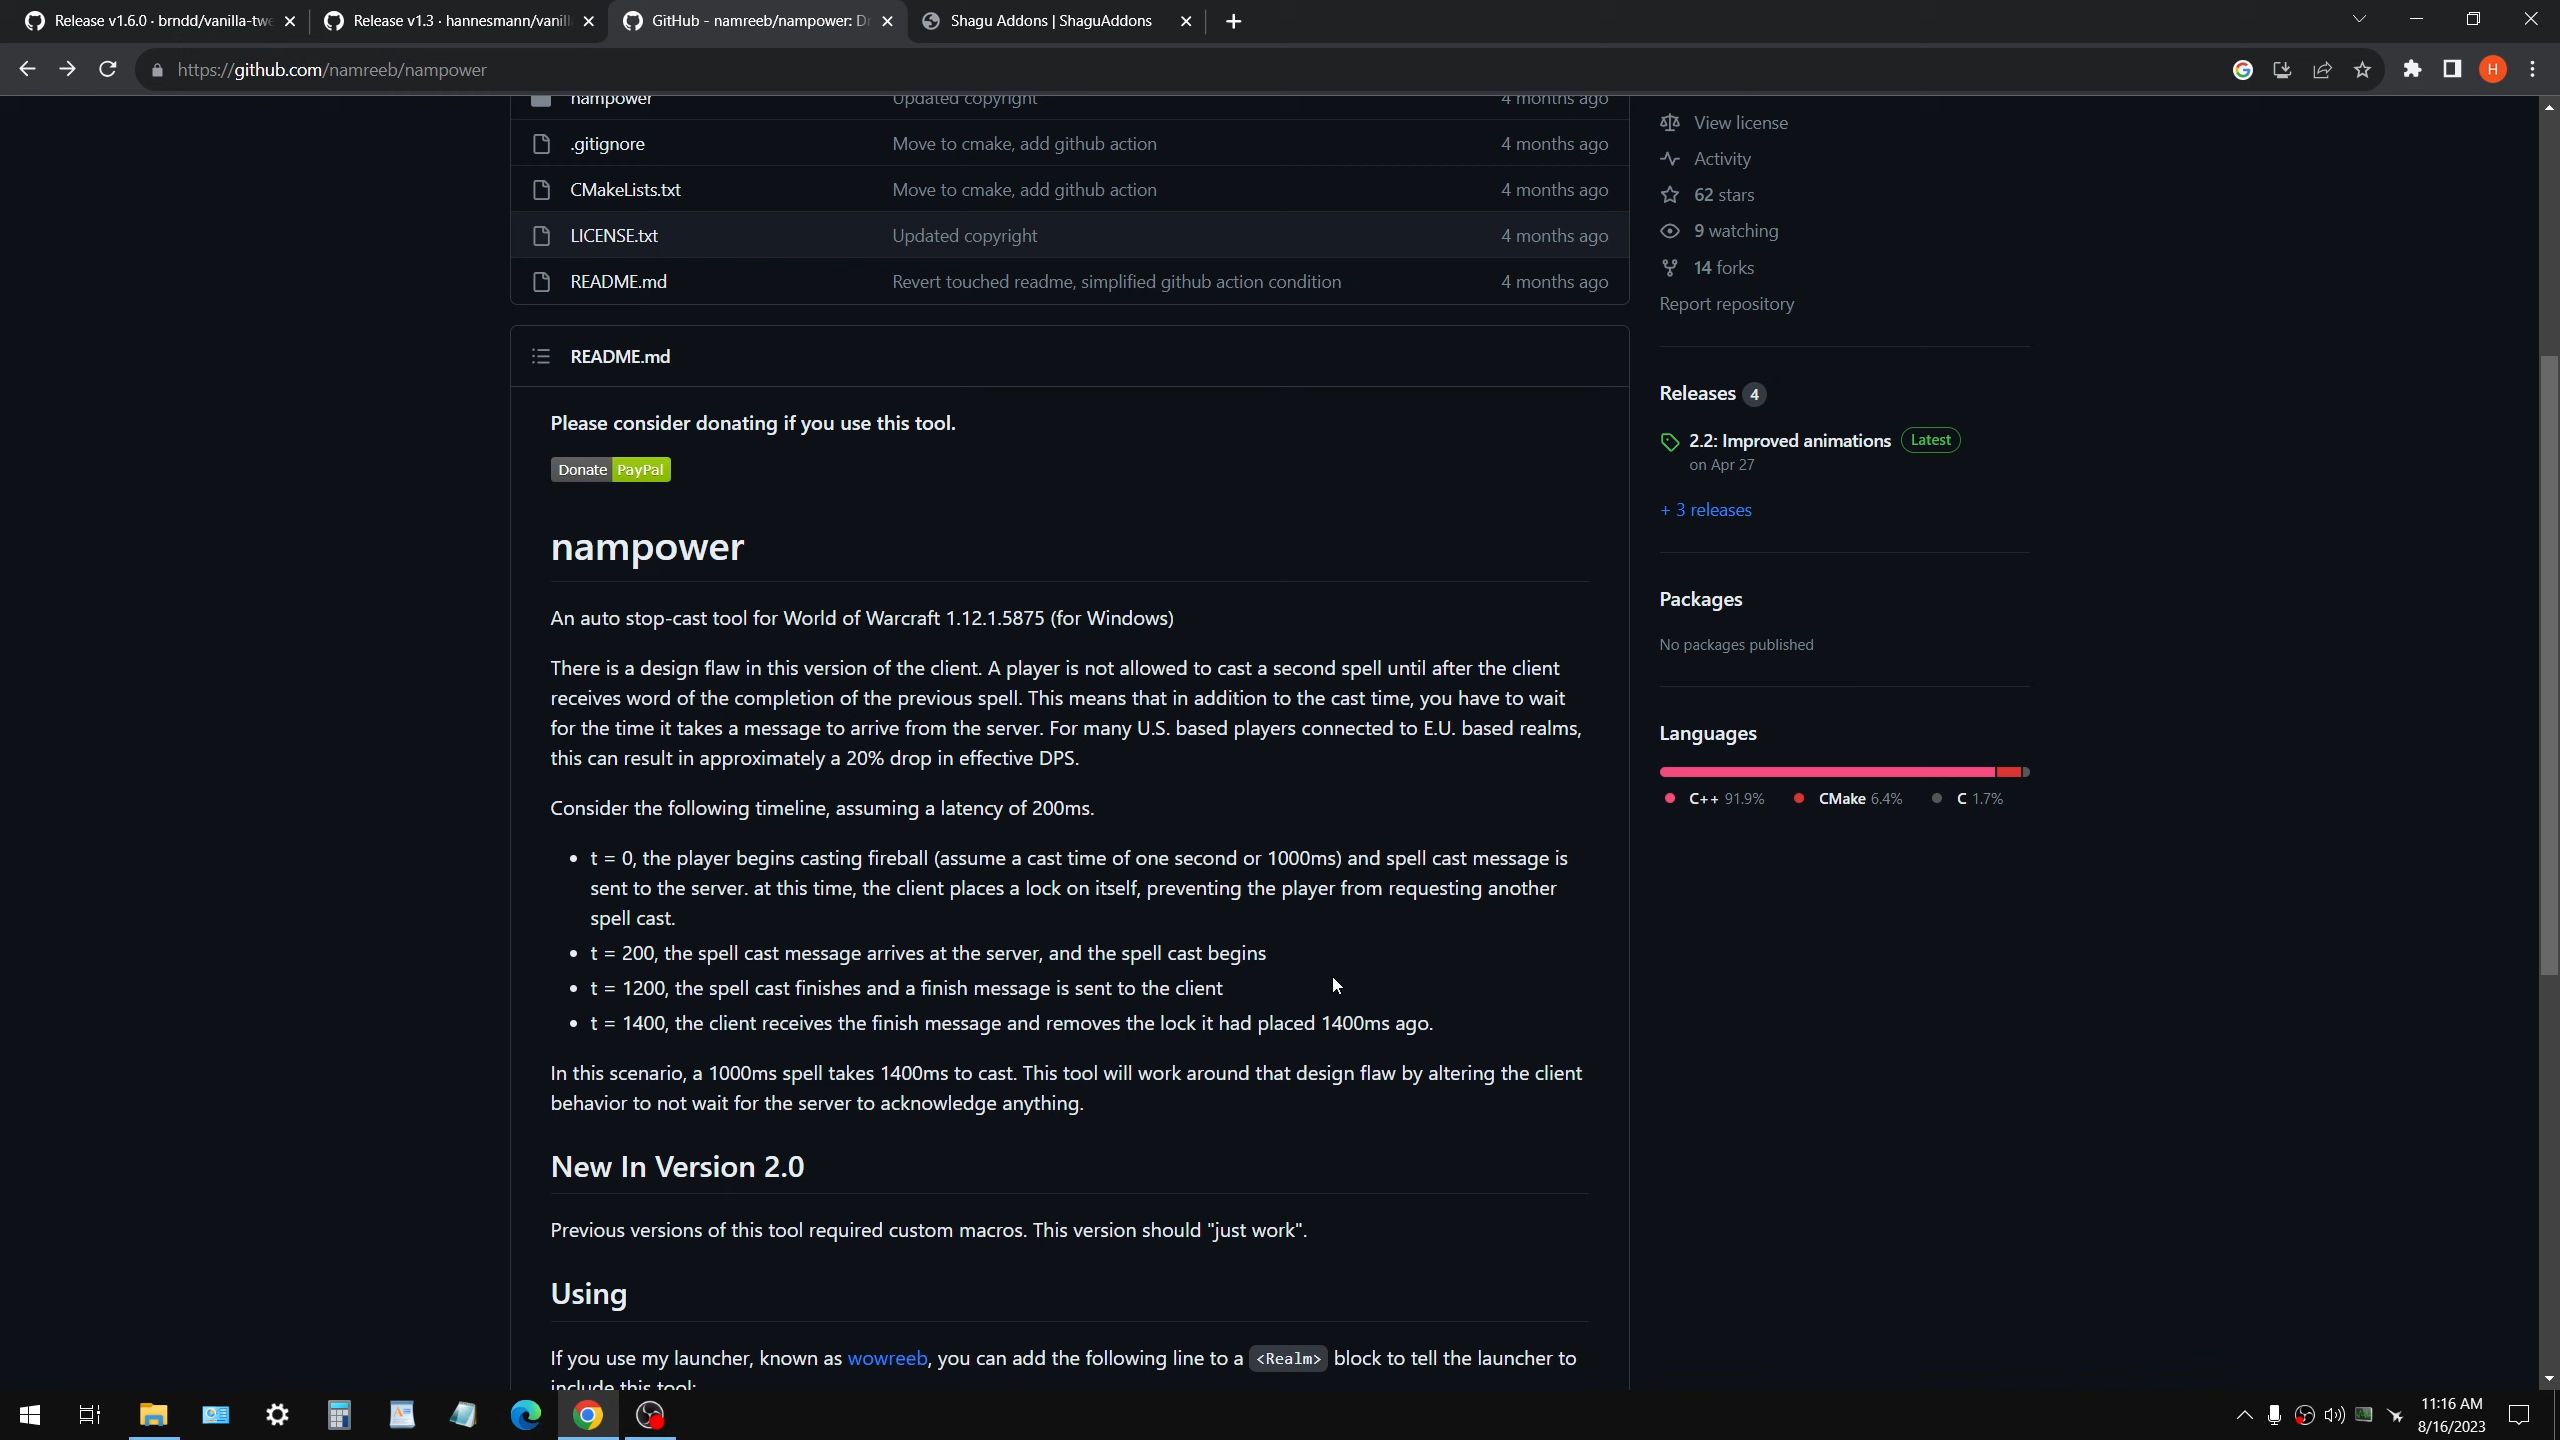 Release v1.6.0 · brndd/vanilla-twe
Release v1.3 · hannesmann/vanill
GitHub - namreeb/nampower: Dr
Shagu Addons | ShaguAddons
https://github.com/namreeb/nampower
H
nampower Updated copyright 4 months ago
.gitignore Move to cmake, add github action 4 months ago
CMakeLists.txt Move to cmake, add github action 4 months ago
LICENSE.txt Updated copyright 4 months ago
README.md Revert touched readme, simplified github action condition 4 months ago
README.md
Please consider donating if you use this tool.
Donate PayPal
nampower
An auto stop-cast tool for World of Warcraft 1.12.1.5875 (for Windows)
There is a design flaw in this version of the client. A player is not allowed to cast a second spell until after the client
receives word of the completion of the previous spell. This means that in addition to the cast time, you have to wait
for the time it takes a message to arrive from the server. For many U.S. based players connected to E.U. based realms,
this can result in approximately a 20% drop in effective DPS.
Consider the following timeline, assuming a latency of 200ms.
• t = 0, the player begins casting fireball (assume a cast time of one second or 1000ms) and spell cast message is
sent to the server. at this time, the client places a lock on itself, preventing the player from requesting another
spell cast.
• t = 200, the spell cast message arrives at the server, and the spell cast begins
• t = 1200, the spell cast finishes and a finish message is sent to the client
• t = 1400, the client receives the finish message and removes the lock it had placed 1400ms ago.
In this scenario, a 1000ms spell takes 1400ms to cast. This tool will work around that design flaw by altering the client
behavior to not wait for the server to acknowledge anything.
New In Version 2.0
Previous versions of this tool required custom macros. This version should "just work".
Using
If you use my launcher, known as wowreeb, you can add the following line to a <Realm> block to tell the launcher to
include this tool:
View license
Activity
62 stars
9 watching
14 forks
Report repository
Releases 4
2.2: Improved animations Latest
on Apr 27
+ 3 releases
Packages
No packages published
Languages
C++ 91.9% CMake 6.4% C 1.7%
11:16 AM
8/16/2023